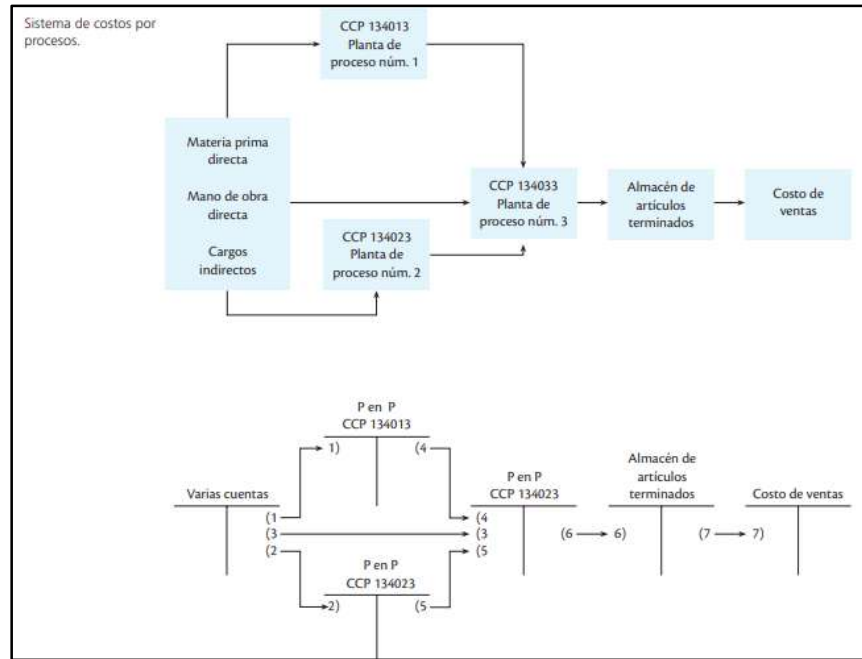 Sistema de costos por
procesos.
CCP 134013
Planta de
proceso núm. 1
Materia prima
directa
Mano de obra
directa
Cargos
indirectos
CCP 134023
Planta de
proceso núm. 2
CCP 134033
Planta de
proceso núm. 3
Almacén de
artículos
terminados
Costo de
ventas
P en P
CCP 134013
1)
(4
Varias cuentas
(1
(3
(2
P en P
CCP 134023
2)
(5
P en P
CCP 134023
(4
(3
(5
(6
Almacén de
artículos
terminados
6)
(7
Costo de ventas
7)